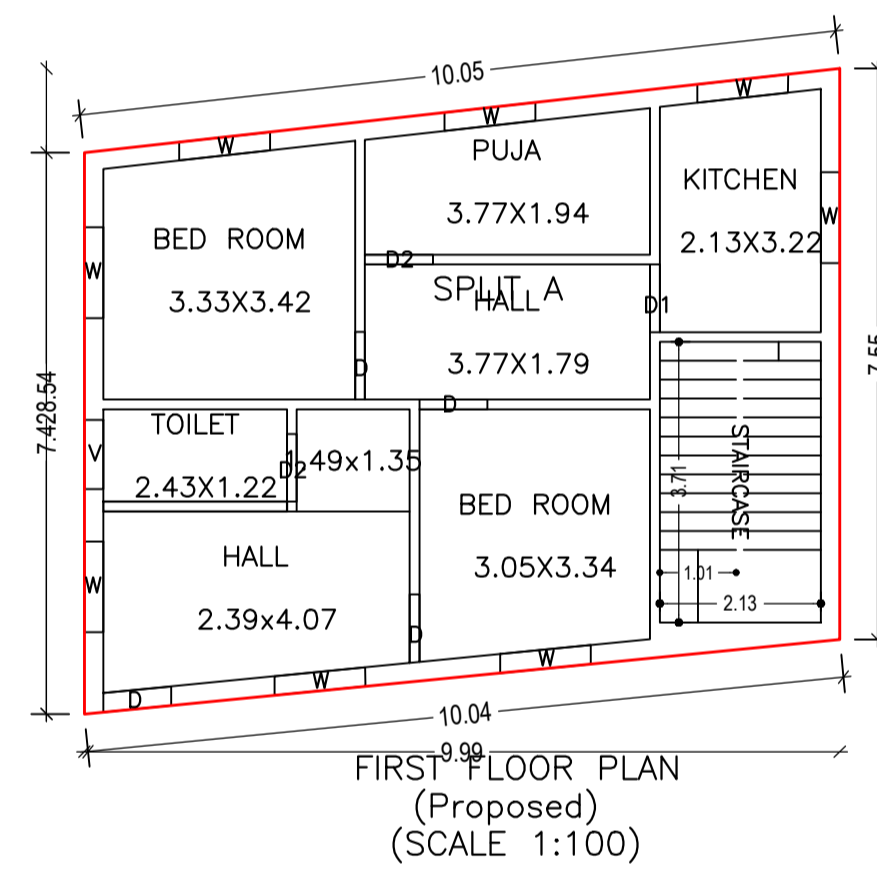 10.05
W
W
W
PUJA
3.77X1.94
KITCHEN
2.13X3.22
W
BED ROOM
3.33X3.42
W
D2
SPLIT A
HALL
3.77X1.79
D1
D
D
7.55
TOILET
2.43X1.22
V
D2
49x1.35
STAIRCASE
3.71
1.01
2.13
BED ROOM
3.05X3.34
HALL
2.39x4.07
W
D
D
W
W
10.04
9.99
FIRST FLOOR PLAN
(Proposed)
(SCALE 1:100)